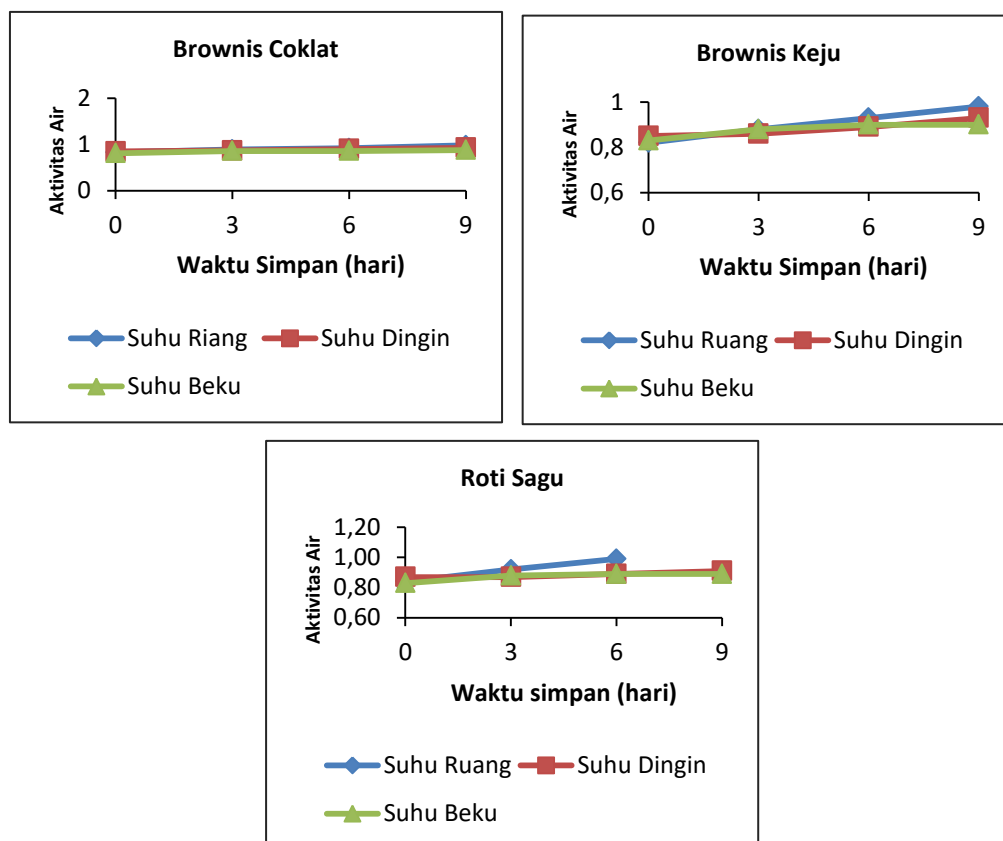 Brownis Coklat
Aktivitas Air
2
1
0
0 3 6 9
Waktu Simpan (hari)
Suhu Riang Suhu Dingin
Suhu Beku
Brownis Keju
Aktivitas Air
1
0,8
0,6
0 3 6 9
Waktu Simpan (hari)
Suhu Ruang Suhu Dingin
Suhu Beku
Roti Sagu
Aktivitas Air
1,20
1,00
0,80
0,60
0 3 6 9
Waktu simpan (hari)
Suhu Ruang Suhu Dingin
Suhu Beku